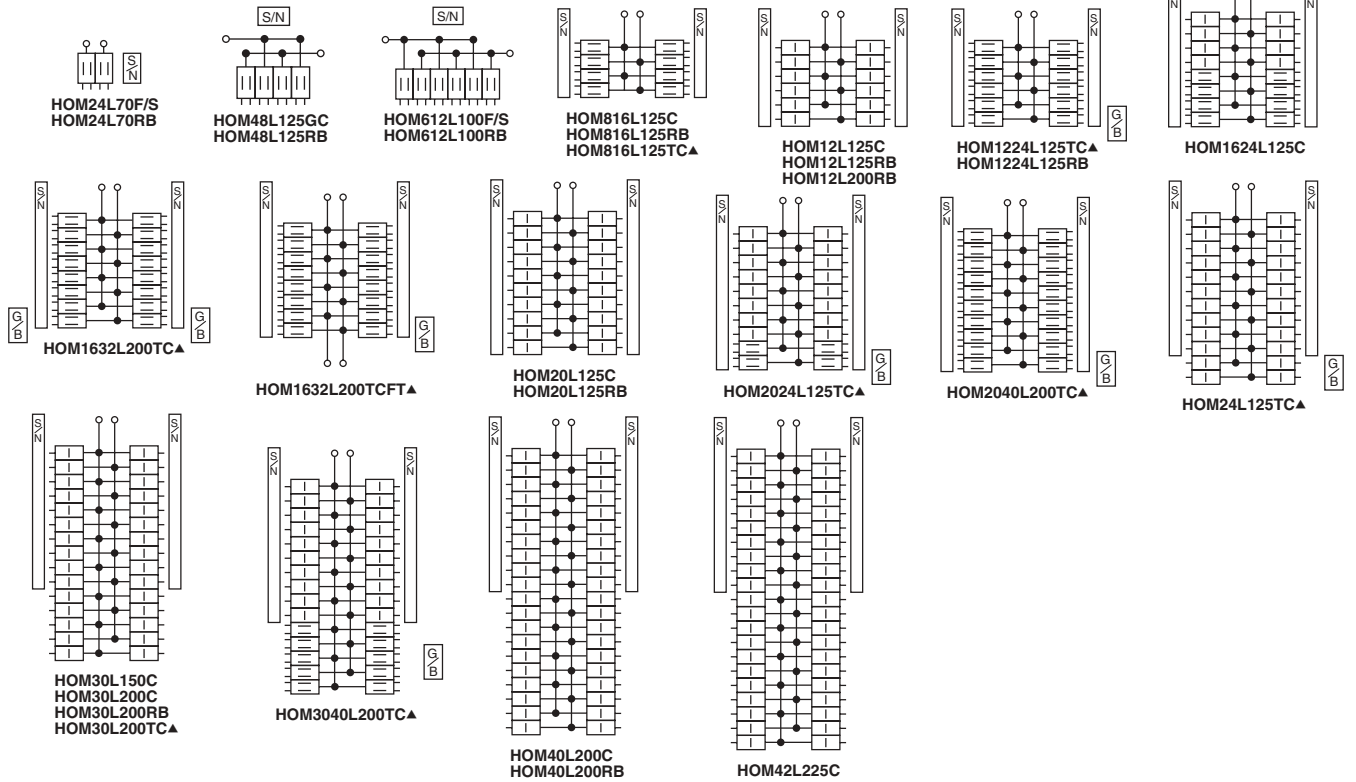 S/N
HOM24L70F/S
HOM24L70RB
S/N
HOM48L125GC
HOM48L125RB
S/N
HOM612L100F/S
HOM612L100RB
S/N S/N
HOM816L125C
HOM816L125RB
HOM816L125TC▲
S/N S/N
HOM12L125C
HOM12L125RB
HOM12L200RB
S/N S/N
G/B
HOM1224L125TC▲
HOM1224L125RB
N N
HOM1624L125C
S/N S/N
G/B G/B
HOM1632L200TC▲
S/N S/N
G/B
HOM1632L200TCFT▲
S/N S/N
HOM20L125C
HOM20L125RB
S/N S/N
G/B
HOM2024L125TC▲
S/N S/N
G/B
HOM2040L200TC▲
S/N S/N
G/B
HOM24L125TC▲
S/N S/N
HOM30L150C
HOM30L200C
HOM30L200RB
HOM30L200TC▲
S/N S/N
G/B
HOM3040L200TC▲
S/N S/N
HOM40L200C
HOM40L200RB
S/N S/N
HOM42L225C